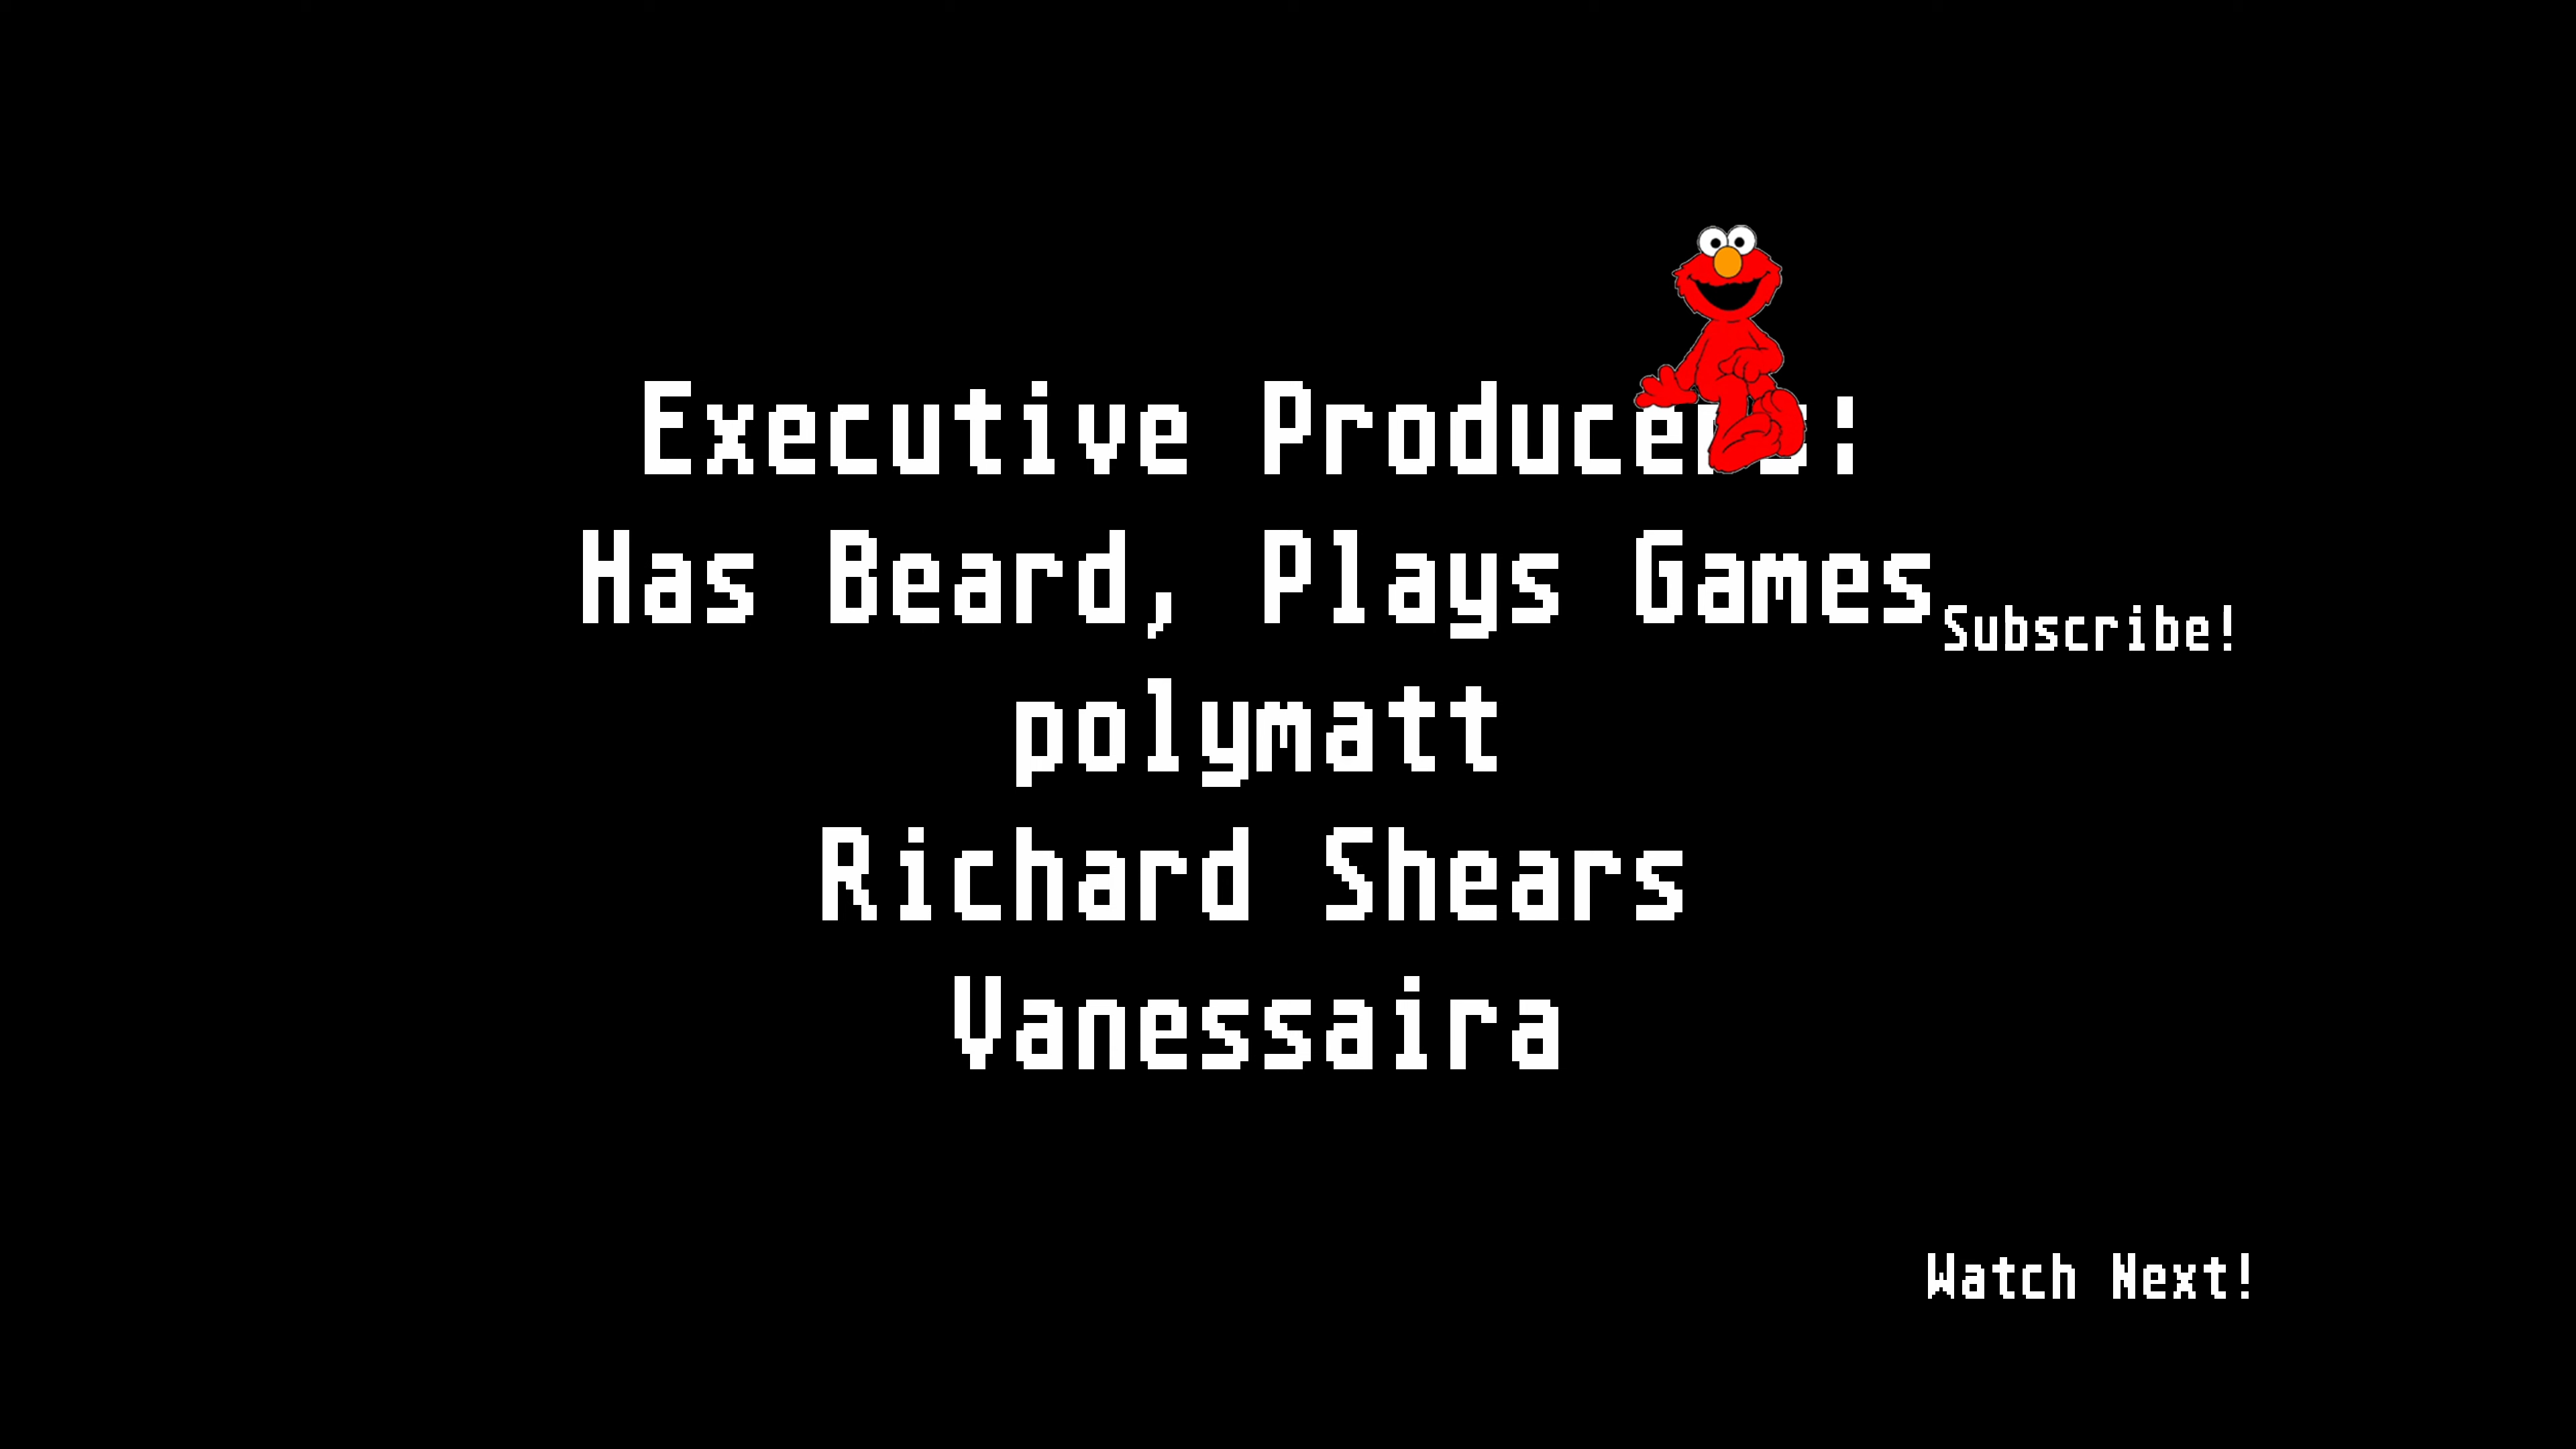 Executive Producers:
Has Beard, Plays Games
Subscribe!
polymatt
Richard Shears
Vanessaira
Watch Next!